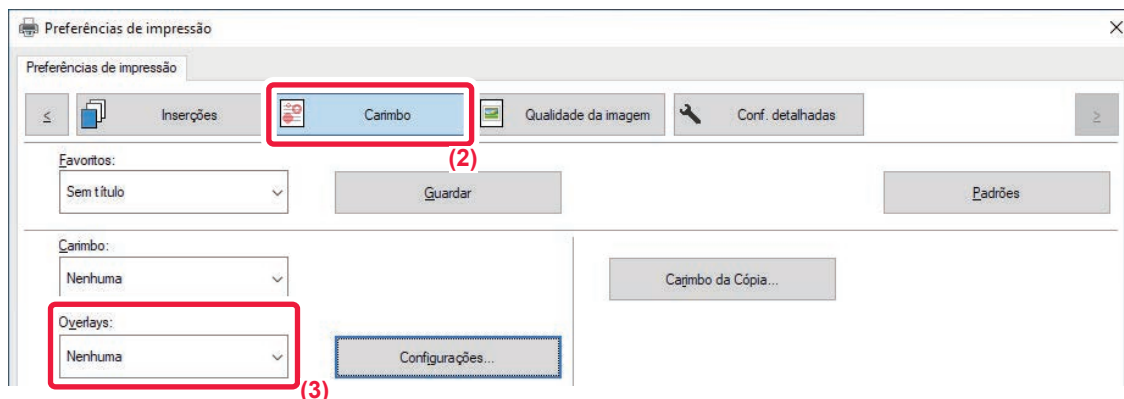 Preferências de impressão
Preferências de impressão
< Inserções Carimbo Qualidade da imagem Conf. detalhadas >
(2)
Favoritos:
Sem título Guardar Padrões
Carimbo:
Nenhuma Carimbo da Cópia...
Overlays:
Nenhuma Configurações...
(3)